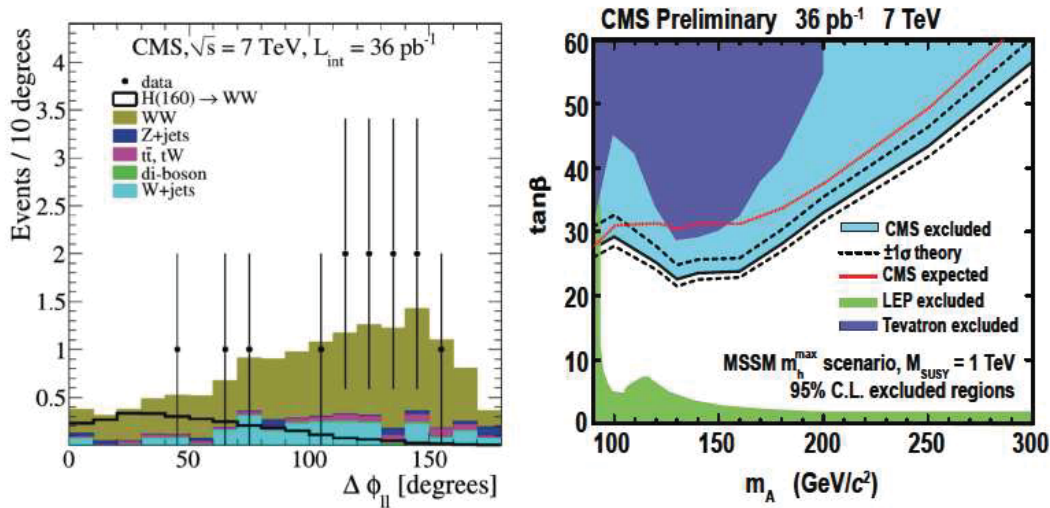 CMS, √s = 7 TeV, L_int = 36 pb⁻¹
data
H(160) → WW
WW
Z+jets
tt̄, tW
di-boson
W+jets
Events / 10 degrees
4
3.5
3
2.5
2
1.5
1
0.5
0
50
100
150
Δ ϕ_ll [degrees]
CMS Preliminary 36 pb⁻¹ 7 TeV
tanβ
60
50
40
30
20
10
0
CMS excluded
±1σ theory
CMS expected
LEP excluded
Tevatron excluded
MSSM m_h^max scenario, M_SUSY = 1 TeV
95% C.L. excluded regions
100
150
200
250
300
m_A (GeV/c²)